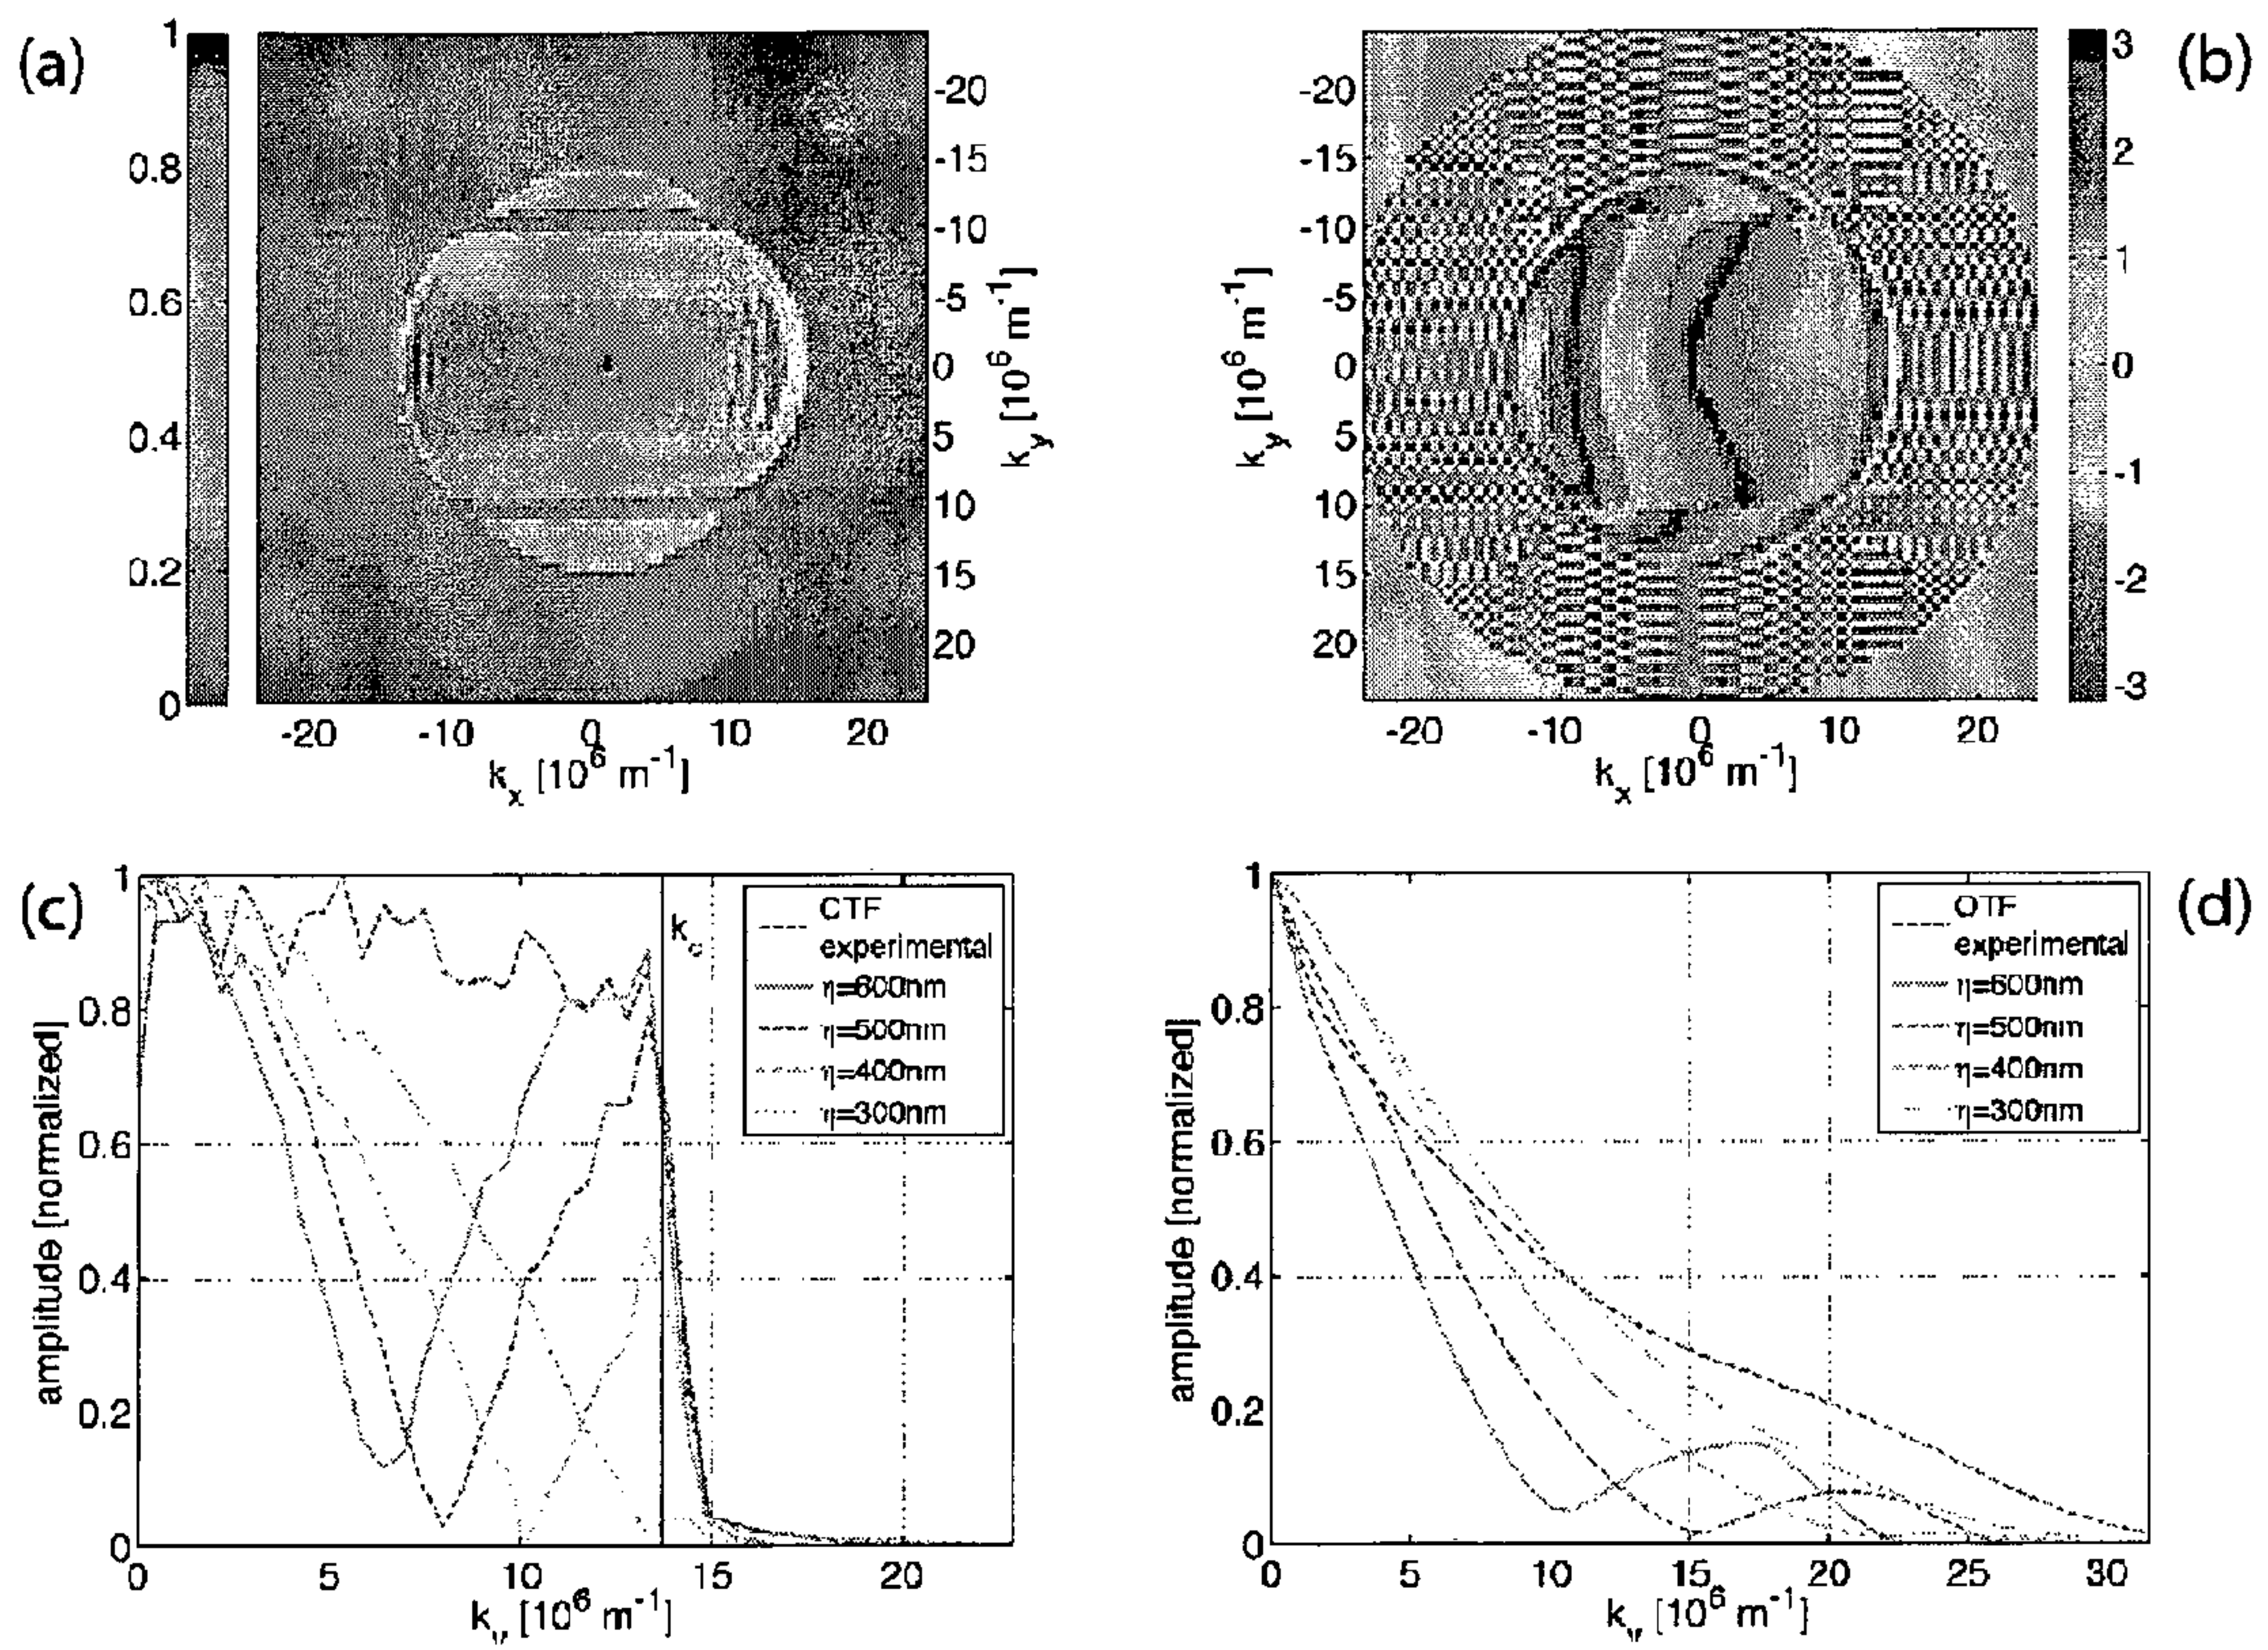 (a)
1
0.8
0.6
0.4
0.2
0
-20
-15
-10
-5
0
5
10
15
20
k_y [10^6 m^-1]
-20 -10 0 10 20
k_x [10^6 m^-1]
(b)
-20
-15
-10
-5
0
5
10
15
20
k_y [10^6 m^-1]
-20 -10 0 10 20
k_x [10^6 m^-1]
3
2
1
0
-1
-2
-3
(c)
1
0.8
0.6
0.4
0.2
0
amplitude [normalized]
k_c
CTF
experimental
η=600nm
η=500nm
η=400nm
η=300nm
0 5 10 15 20
k_y [10^6 m^-1]
(d)
1
0.8
0.6
0.4
0.2
0
amplitude [normalized]
OTF
experimental
η=600nm
η=500nm
η=400nm
η=300nm
0 5 10 15 20 25 30
k_y [10^6 m^-1]